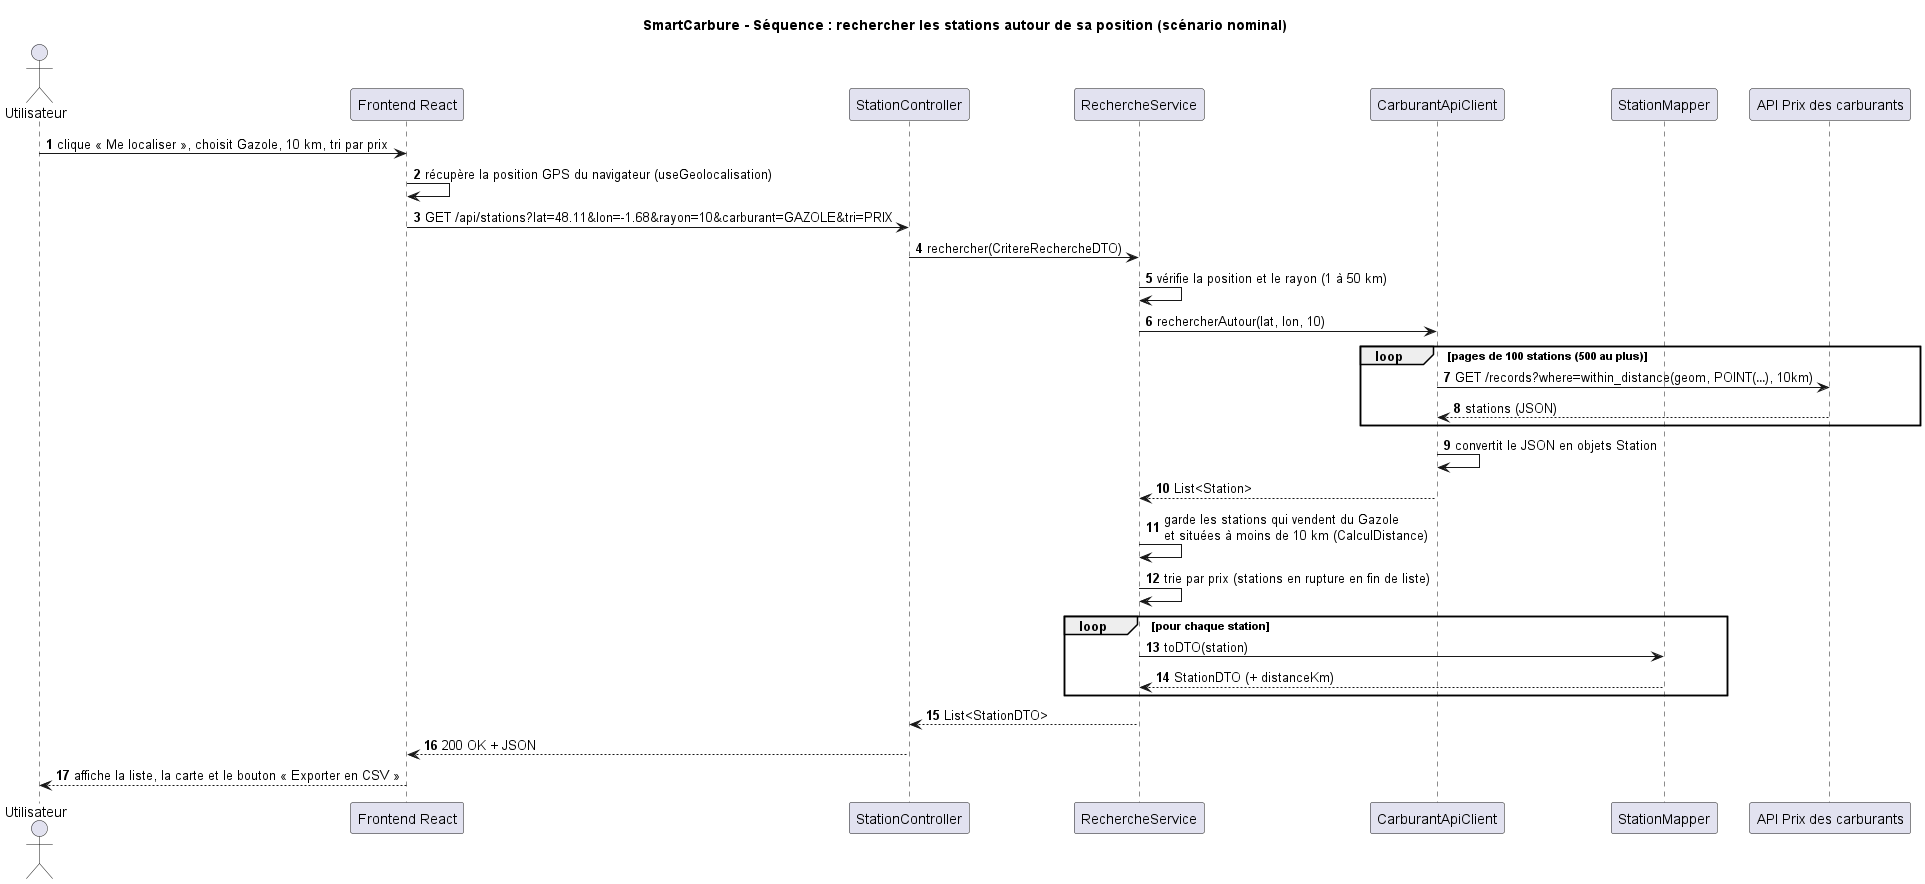 SmartCarbure - Séquence : rechercher les stations autour de sa position (scénario nominal)
Utilisateur
Frontend React
StationController
RechercheService
CarburantApiClient
StationMapper
API Prix des carburants
1 clique « Me localiser », choisit Gazole, 10 km, tri par prix
2 récupère la position GPS du navigateur (useGeolocalisation)
3 GET /api/stations?lat=48.11&lon=-1.68&rayon=10&carburant=GAZOLE&tri=PRIX
4 rechercher(CritereRechercheDTO)
5 vérifie la position et le rayon (1 à 50 km)
6 rechercherAutour(lat, lon, 10)
loop [pages de 100 stations (500 au plus)]
7 GET /records?where=within_distance(geom, POINT(...), 10km)
8 stations (JSON)
9 convertit le JSON en objets Station
10 List<Station>
11 garde les stations qui vendent du Gazole
et situées à moins de 10 km (CalculDistance)
12 trie par prix (stations en rupture en fin de liste)
loop [pour chaque station]
13 toDTO(station)
14 StationDTO (+ distanceKm)
15 List<StationDTO>
16 200 OK + JSON
17 affiche la liste, la carte et le bouton « Exporter en CSV »
Utilisateur
Frontend React
StationController
RechercheService
CarburantApiClient
StationMapper
API Prix des carburants